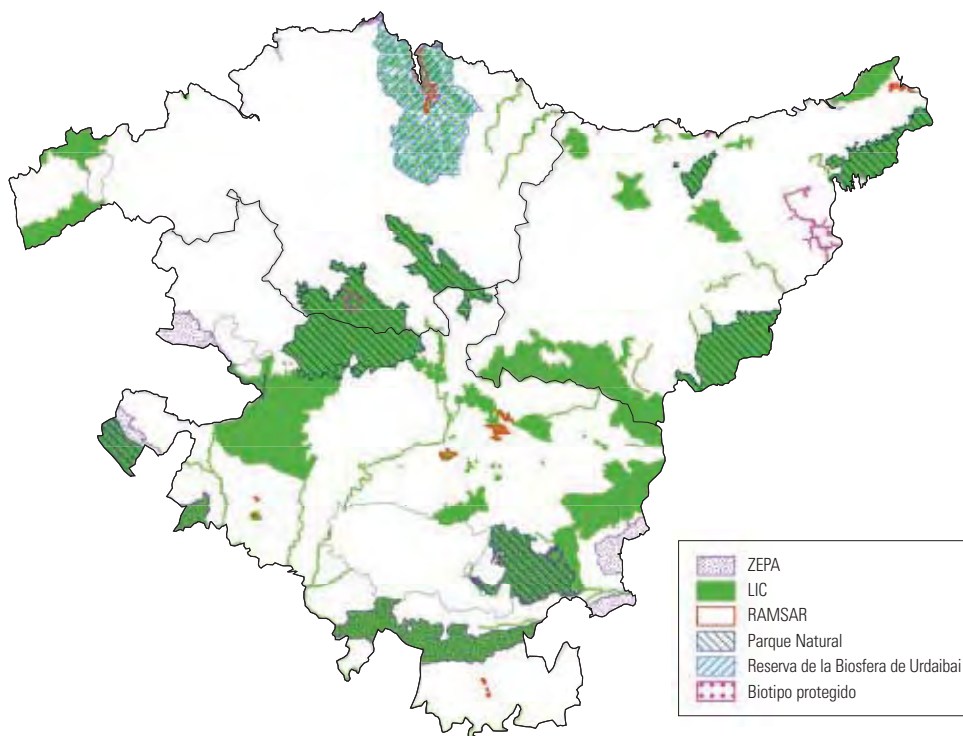 ZEPA
LIC
RAMSAR
Parque Natural
Reserva de la Biosfera de Urdaibai
Biotipo protegido